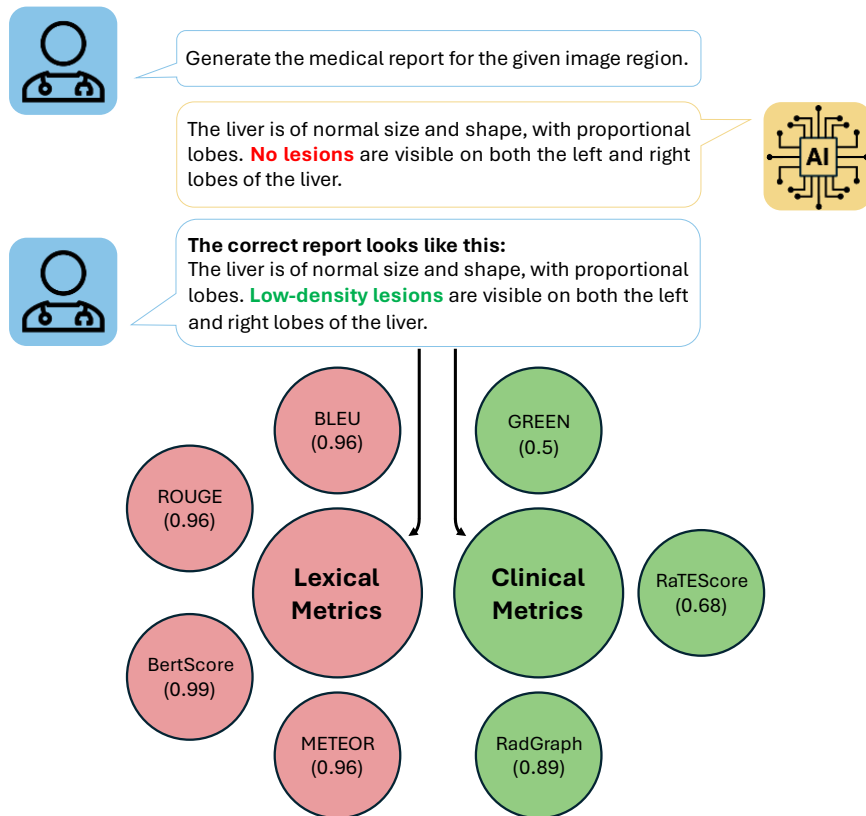 Generate the medical report for the given image region.
The liver is of normal size and shape, with proportional
lobes. No lesions are visible on both the left and right
lobes of the liver.
AI
The correct report looks like this:
The liver is of normal size and shape, with proportional
lobes. Low-density lesions are visible on both the left
and right lobes of the liver.
BLEU
(0.96)
GREEN
(0.5)
ROUGE
(0.96)
Lexical
Metrics
Clinical
Metrics
RaTEScore
(0.68)
BertScore
(0.99)
METEOR
(0.96)
RadGraph
(0.89)